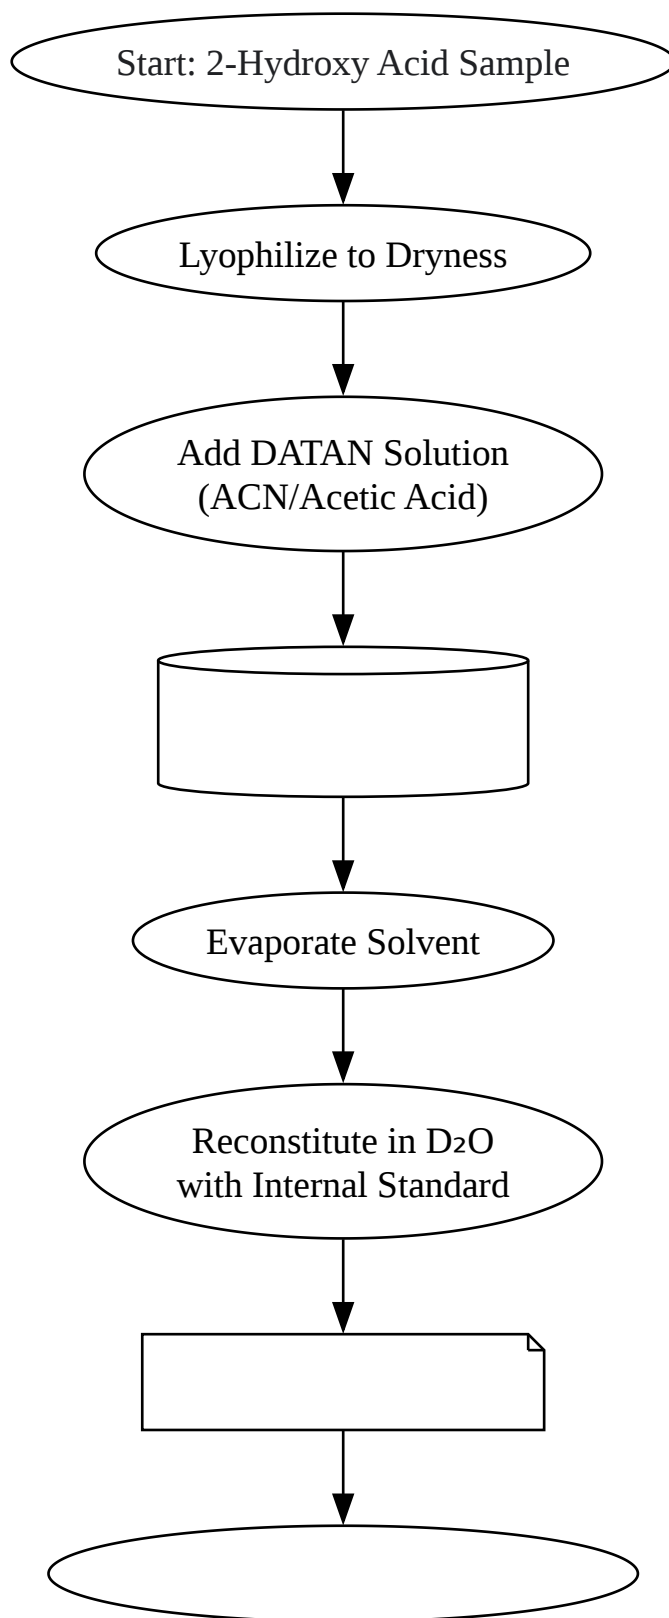 Start: 2-Hydroxy Acid Sample
Lyophilize to Dryness
Add DATAN Solution
(ACN/Acetic Acid)
Evaporate Solvent
Reconstitute in D₂O
with Internal Standard